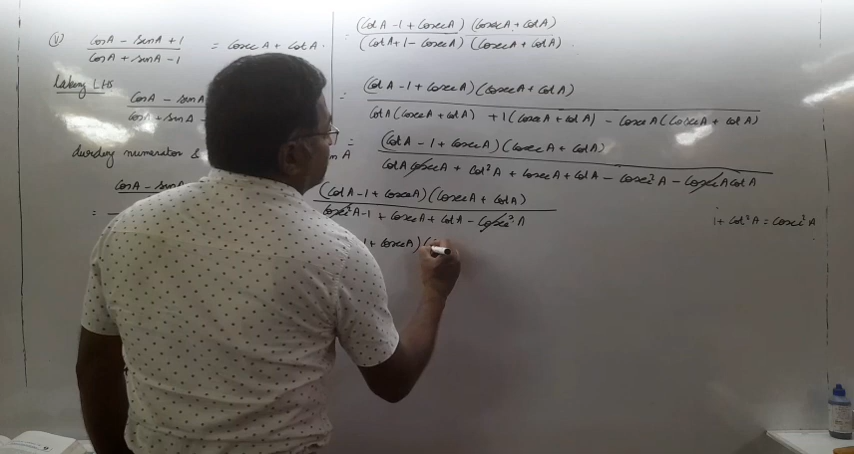 (v) CosA - sinA + 1 / CosA + sinA - 1 = CosecA + CotA.
Taking LHS
CosA - sinA
CosA + sinA -
dividing numerator &
sin A
CosA - sinA
=
= (CotA - 1 + CosecA) (CosecA + CotA) / (CotA + 1 - CosecA) (CosecA + CotA)
= (CotA - 1 + CosecA) (CosecA + CotA) / CotA (CosecA + CotA) + 1 (CosecA + CotA) - CosecA (CosecA + CotA)
= (CotA - 1 + CosecA) (CosecA + CotA) / CotA CosecA + Cot²A + CosecA + CotA - Cosec²A - CosecA CotA
(CotA - 1 + CosecA) (CosecA + CotA) / Cosec²A - 1 + CosecA + CotA - Cosec²A
1 + CosecA) (
1 + Cot²A = Cosec²A